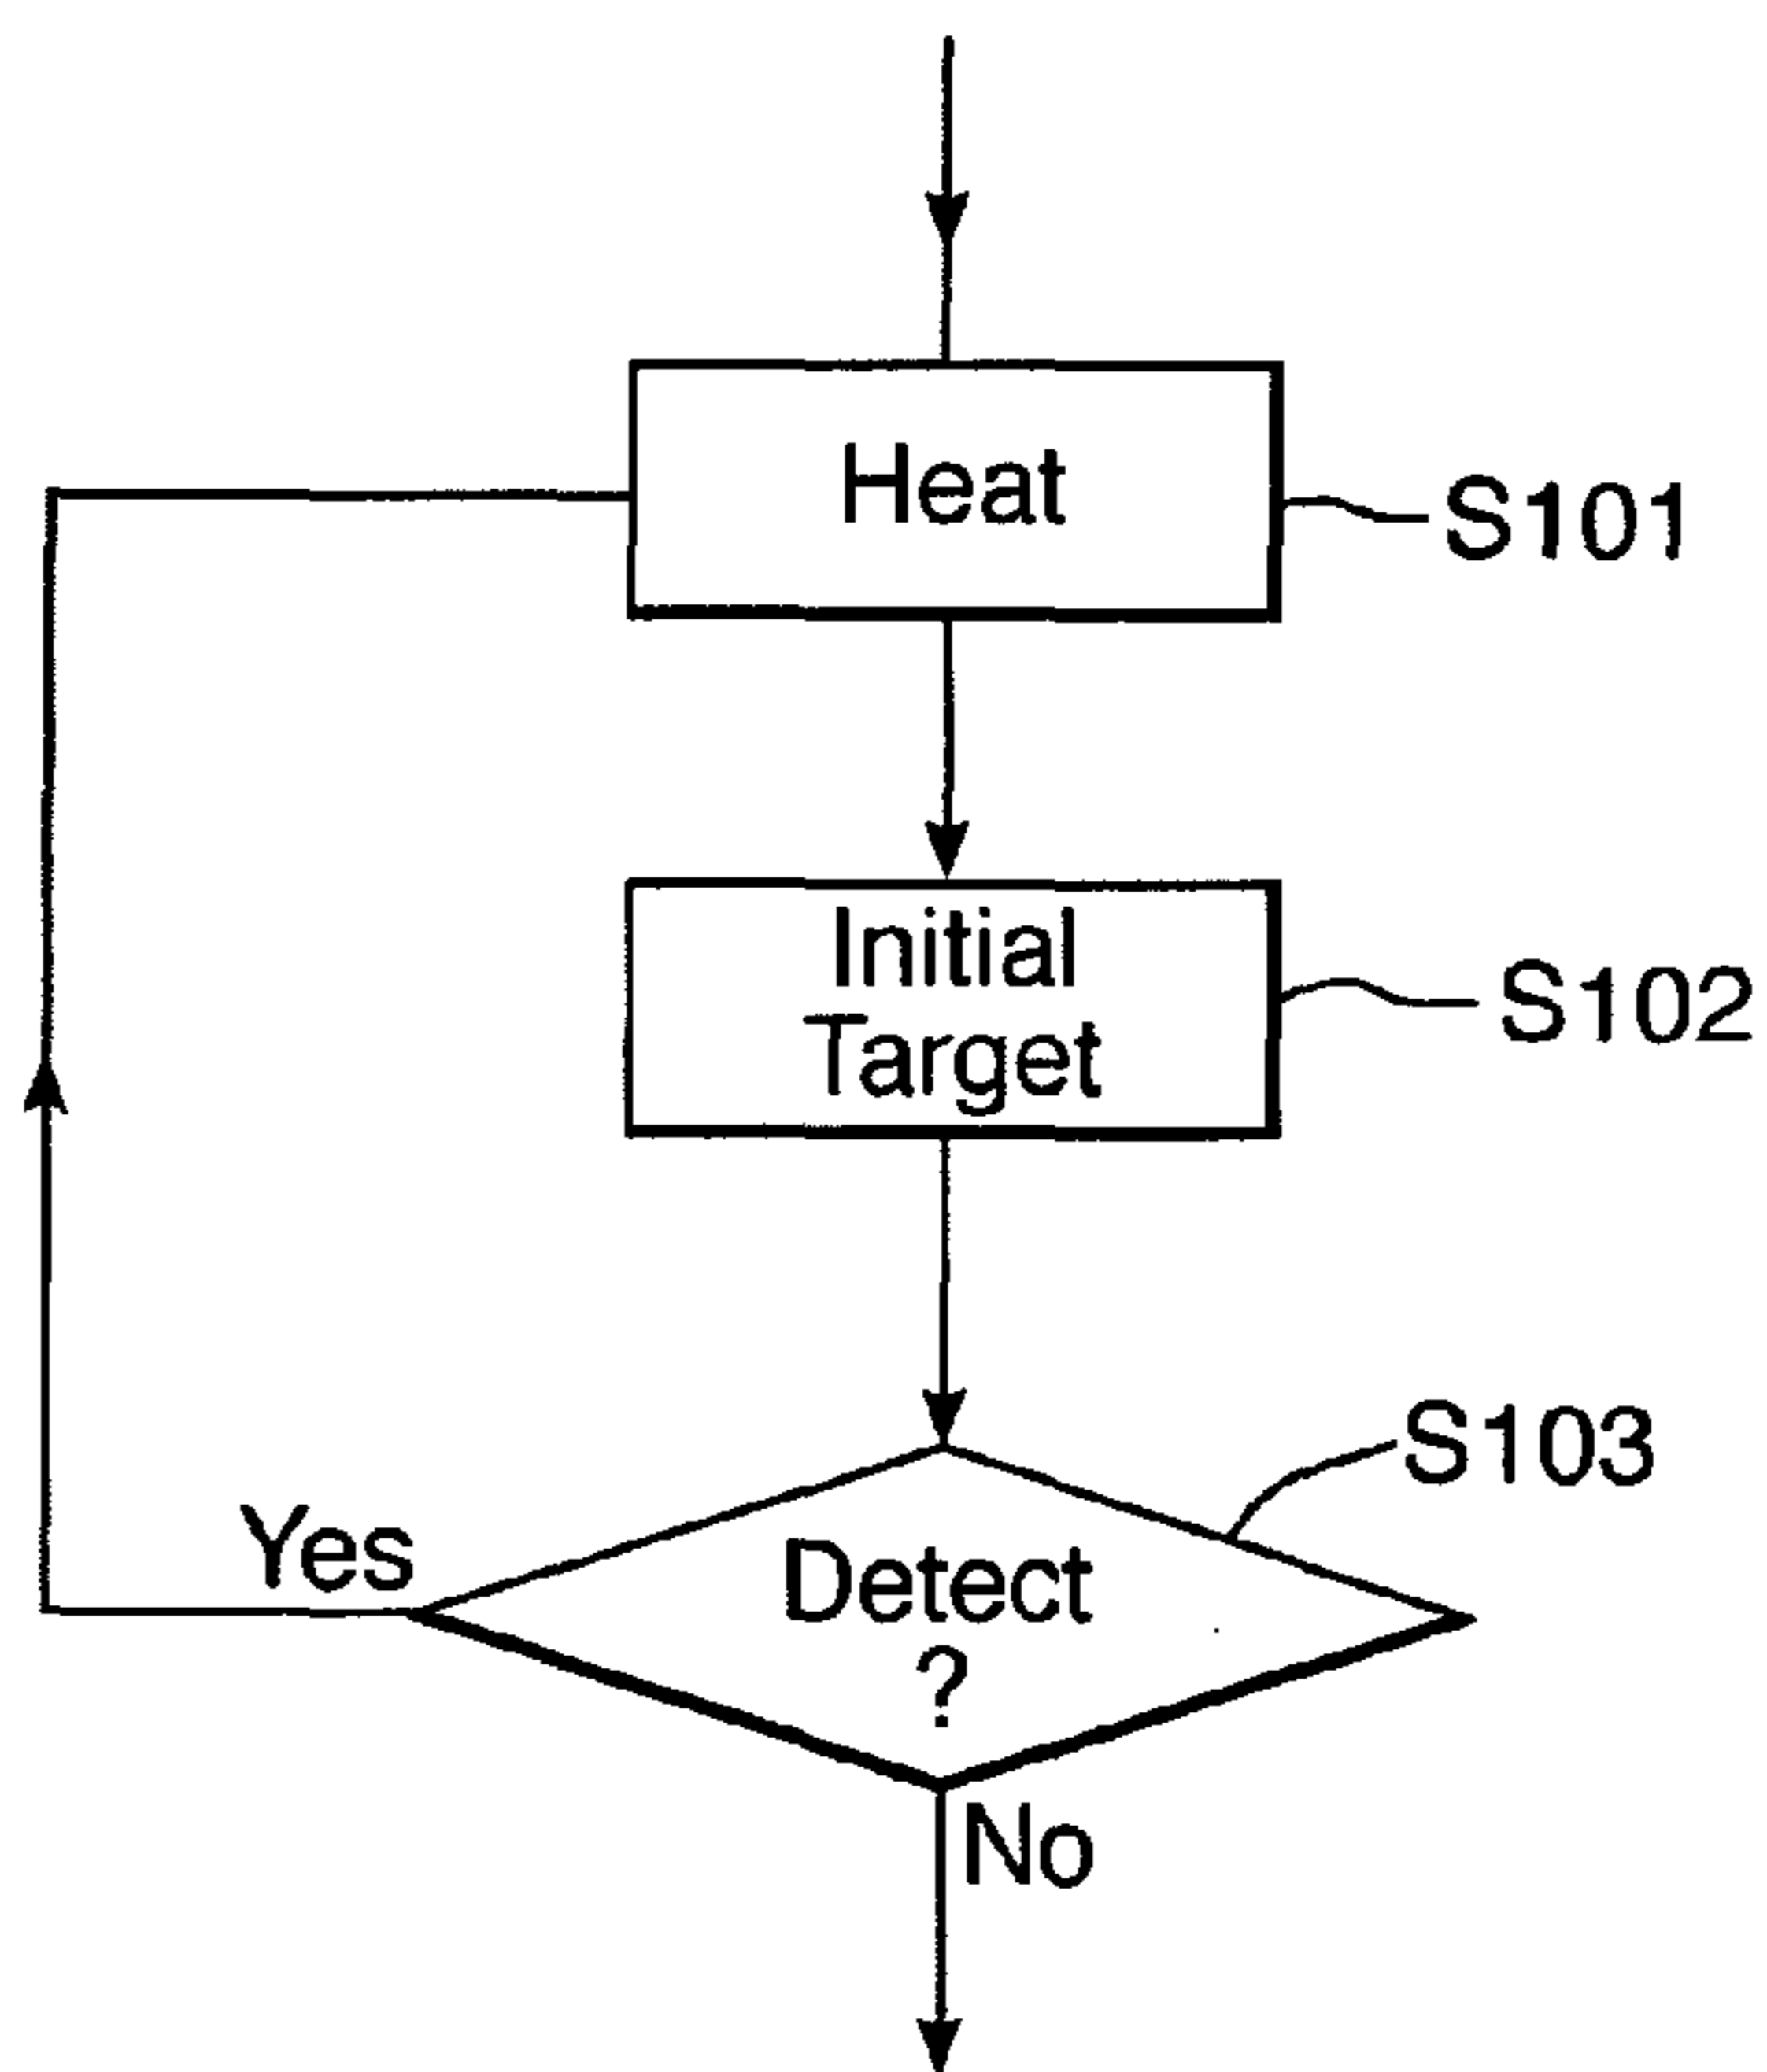 Heat
S101
Initial
Target
S102
S103
Yes
Detect
?
No